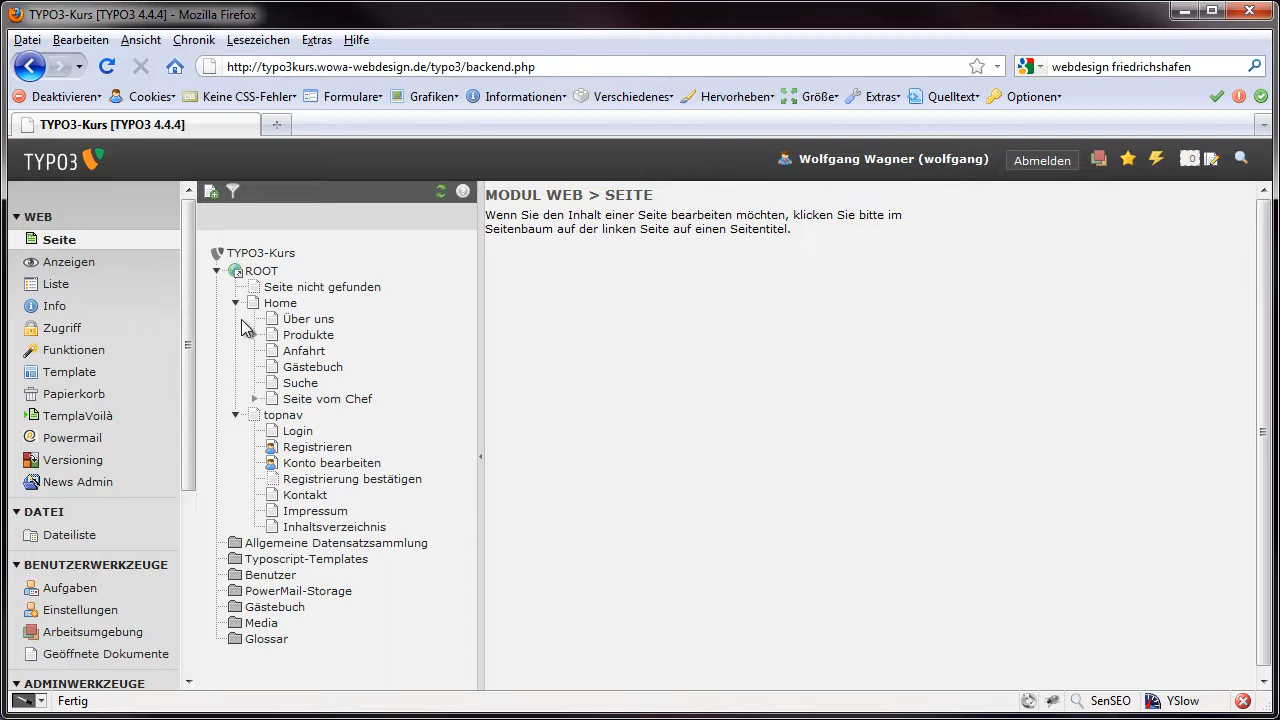 TYPO3-Kurs [TYPO3 4.4.4] - Mozilla Firefox
Datei Bearbeiten Ansicht Chronik Lesezeichen Extras Hilfe
http://typo3kurs.wowa-webdesign.de/typo3/backend.php
webdesign friedrichshafen
Deaktivieren Cookies Keine CSS-Fehler Formulare Grafiken Informationen Verschiedenes Hervorheben Größe Extras Quelltext Optionen
TYPO3-Kurs [TYPO3 4.4.4]
TYPO3
Wolfgang Wagner (wolfgang)
Abmelden
0
WEB
Seite
Anzeigen
Liste
Info
Zugriff
Funktionen
Template
Papierkorb
TemplaVoilà
Powermail
Versioning
News Admin
DATEI
Dateiliste
BENUTZERWERKZEUGE
Aufgaben
Einstellungen
Arbeitsumgebung
Geöffnete Dokumente
ADMINWERKZEUGE
TYPO3-Kurs
ROOT
Seite nicht gefunden
Home
Über uns
Produkte
Anfahrt
Gästebuch
Suche
Seite vom Chef
topnav
Login
Registrieren
Konto bearbeiten
Registrierung bestätigen
Kontakt
Impressum
Inhaltsverzeichnis
Allgemeine Datensatzsammlung
Typoscript-Templates
Benutzer
PowerMail-Storage
Gästebuch
Media
Glossar
MODUL WEB > SEITE
Wenn Sie den Inhalt einer Seite bearbeiten möchten, klicken Sie bitte im
Seitenbaum auf der linken Seite auf einen Seitentitel.
Fertig
SenSEO
YSlow